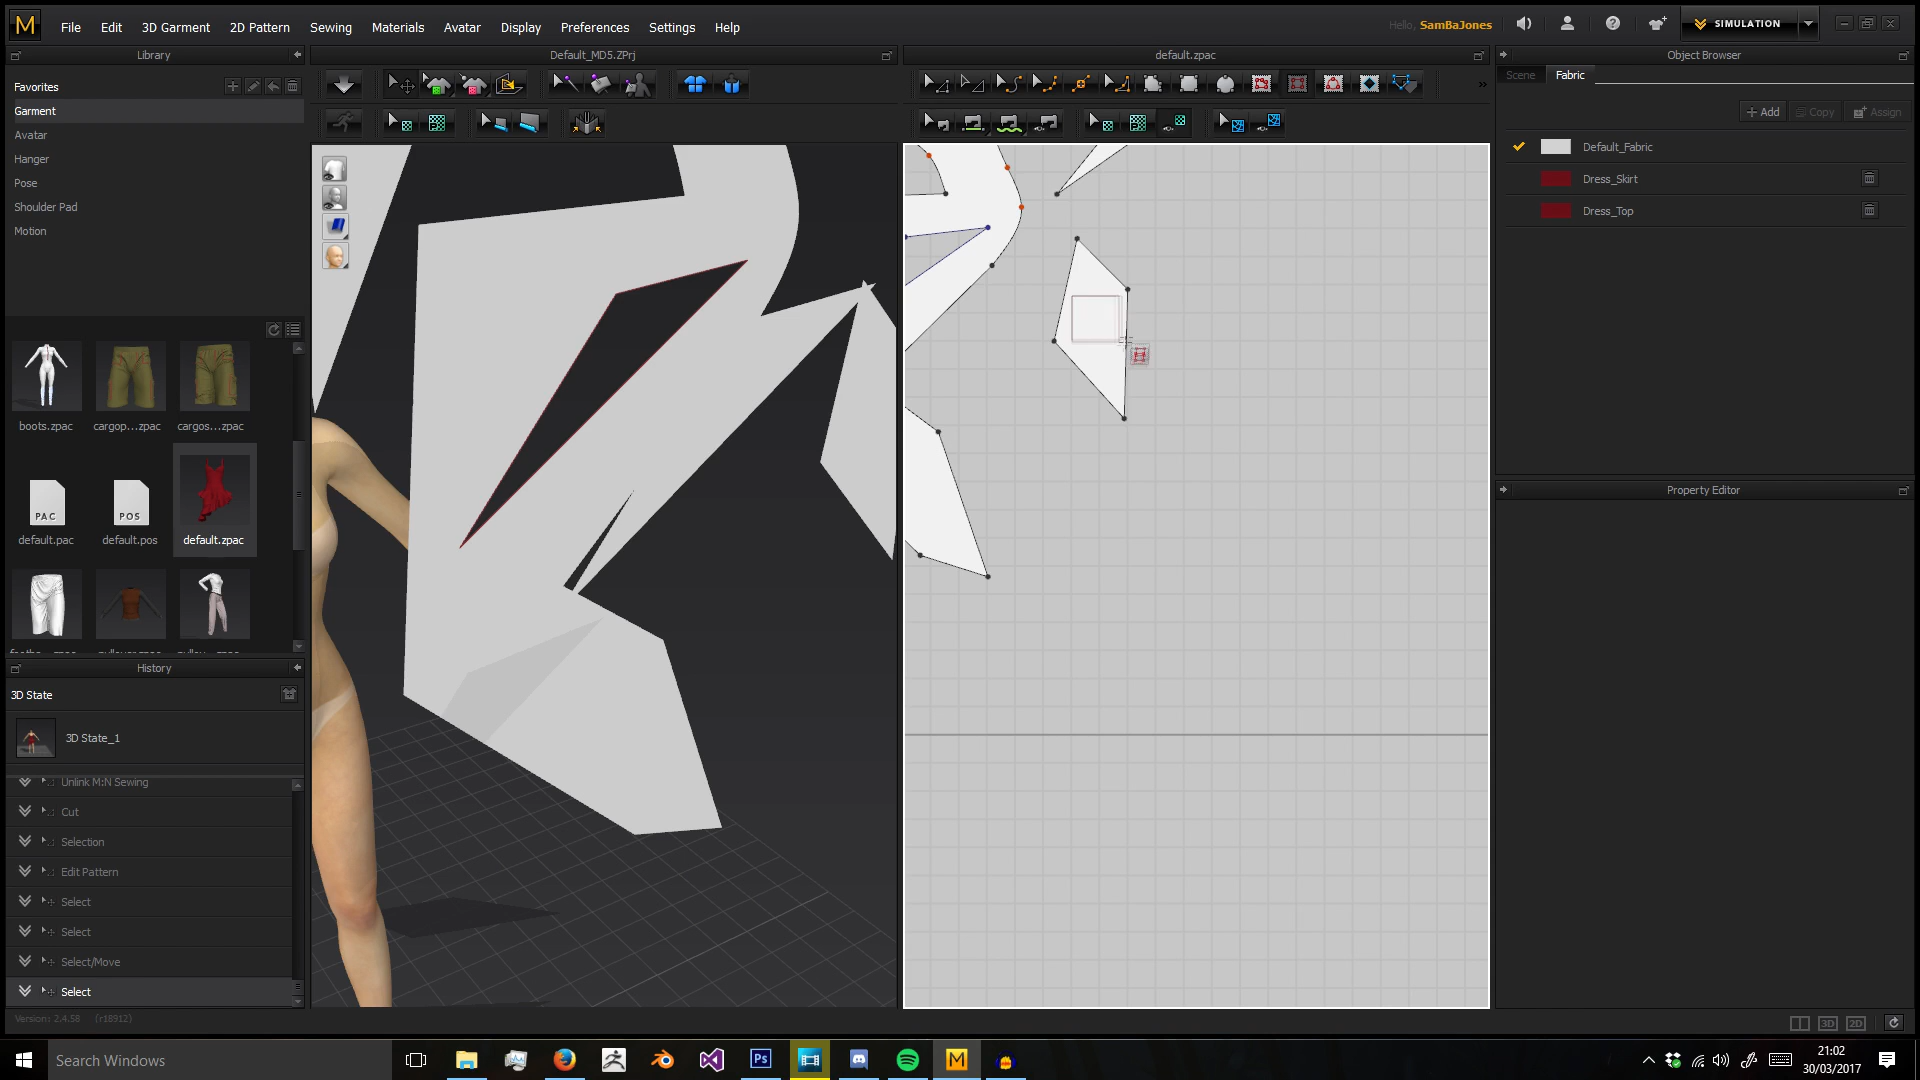 M File Edit 3D Garment 2D Pattern Sewing Materials Avatar Display Preferences Settings Help Hello, SamBaJones SIMULATION
Library
Default_MD5.ZPrj
default.zpac
Object Browser
Favorites
Garment
Avatar
Hanger
Pose
Shoulder Pad
Motion
boots.zpac cargop...zpac cargos...zpac
PAC POS
default.pac default.pos default.zpac
History
3D State
3D State_1
Unlink M:N Sewing
Cut
Selection
Edit Pattern
Select
Select
Select/Move
Select
Version: 2.4.58 (r18912)
Scene Fabric
+ Add Copy Assign
Default_Fabric
Dress_Skirt
Dress_Top
Property Editor
3D 2D
Search Windows
Ps
M
21:02
30/03/2017